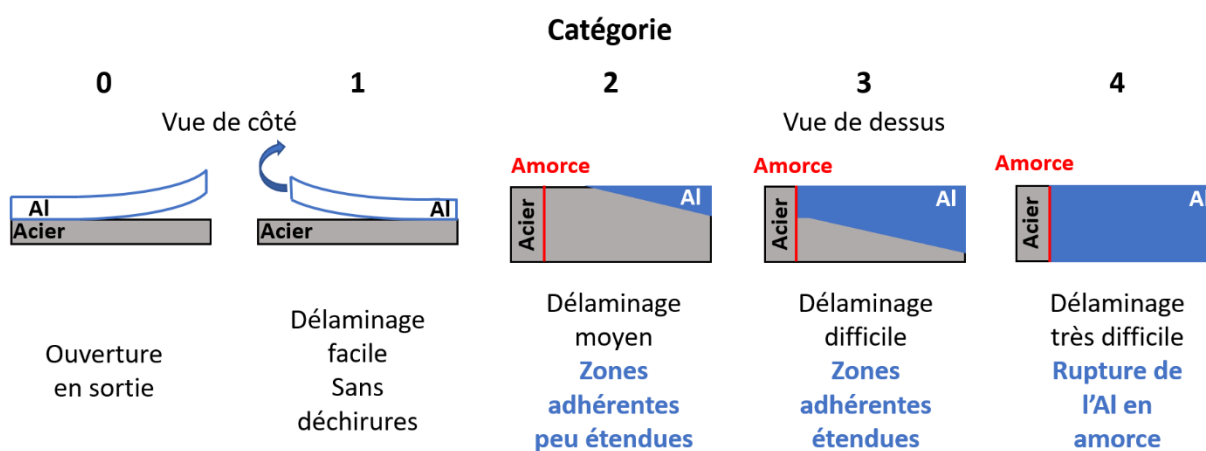 Catégorie
0
1
2
3
4
Vue de côté
Vue de dessus
Al
Acier
Al
Acier
Amorce
Al
Acier
Amorce
Al
Acier
Amorce
Al
Acier
Ouverture
en sortie
Délaminage
facile
Sans
déchirures
Délaminage
moyen
Zones
adhérentes
peu étendues
Délaminage
difficile
Zones
adhérentes
étendues
Délaminage
très difficile
Rupture de
l'Al en
amorce